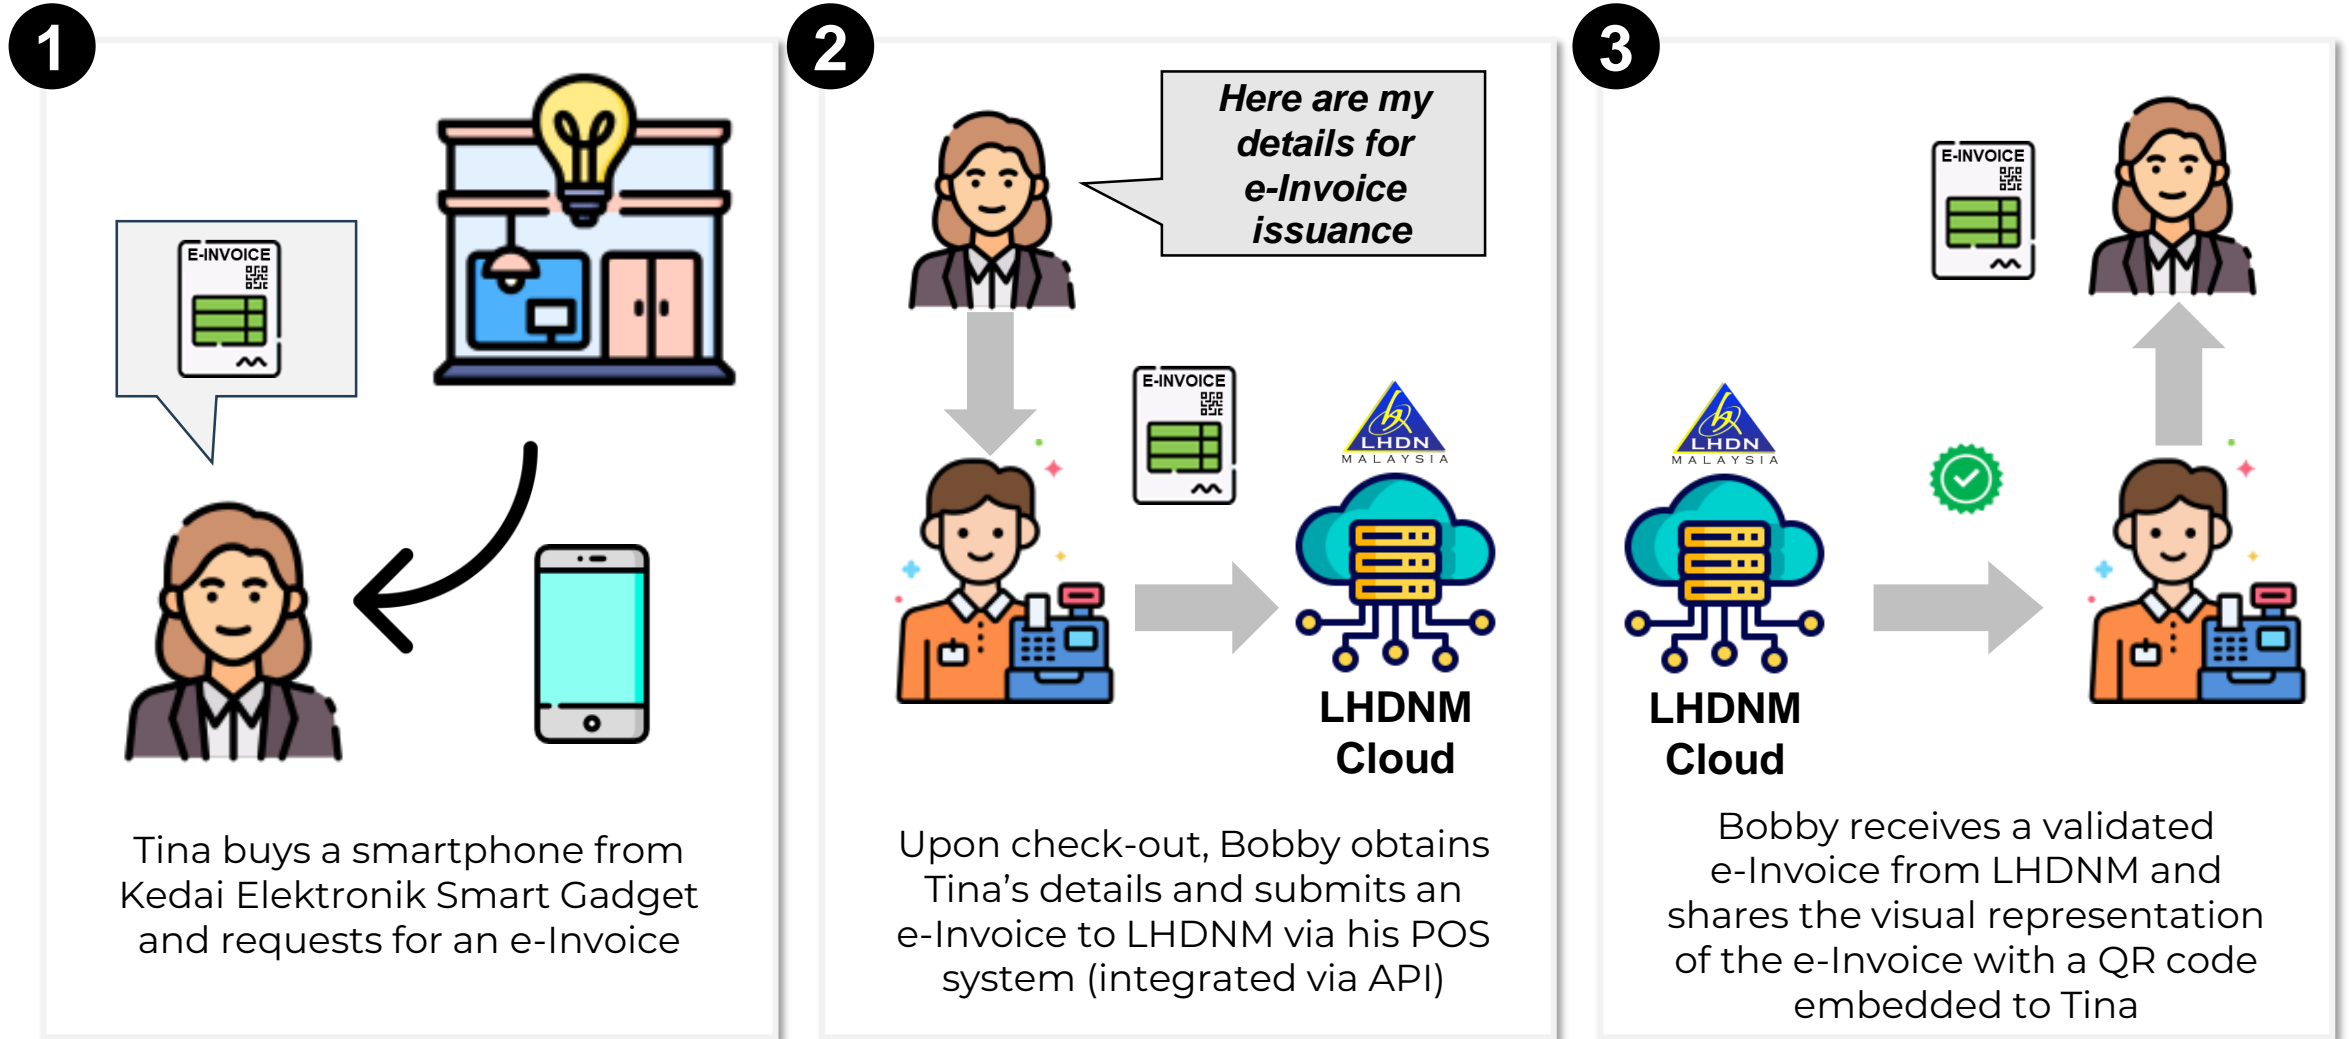 1
E-INVOICE
Tina buys a smartphone from
Kedai Elektronik Smart Gadget
and requests for an e-Invoice
2
Here are my
details for
e-Invoice
issuance
E-INVOICE
LHDN
MALAYSIA
LHDNM
Cloud
Upon check-out, Bobby obtains
Tina’s details and submits an
e-Invoice to LHDNM via his POS
system (integrated via API)
3
E-INVOICE
LHDN
MALAYSIA
LHDNM
Cloud
Bobby receives a validated
e-Invoice from LHDNM and
shares the visual representation
of the e-Invoice with a QR code
embedded to Tina